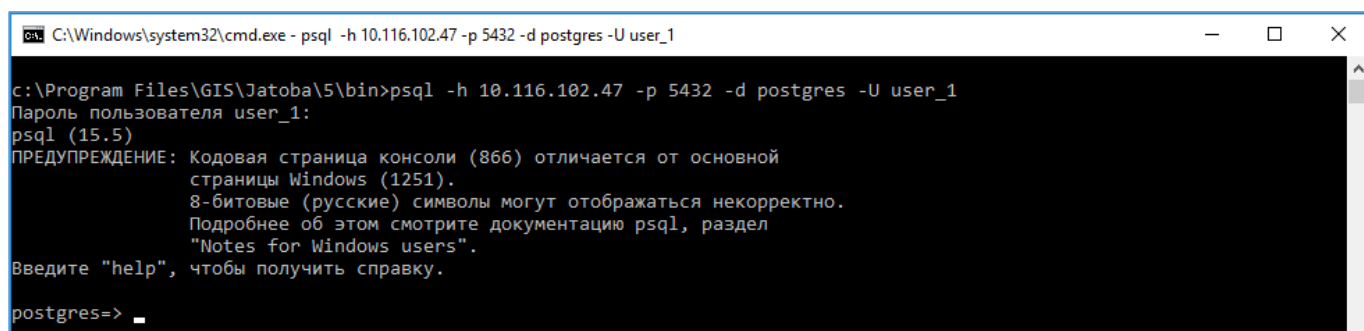 C:\Windows\system32\cmd.exe - psql -h 10.116.102.47 -p 5432 -d postgres -U user_1
c:\Program Files\GIS\Jatoba\5\bin>psql -h 10.116.102.47 -p 5432 -d postgres -U user_1
Пароль пользователя user_1:
psql (15.5)
ПРЕДУПРЕЖДЕНИЕ: Кодовая страница консоли (866) отличается от основной
страницы Windows (1251).
8-битовые (русские) символы могут отображаться некорректно.
Подробнее об этом смотрите документацию psql, раздел
"Notes for Windows users".
Введите "help", чтобы получить справку.
postgres=> _